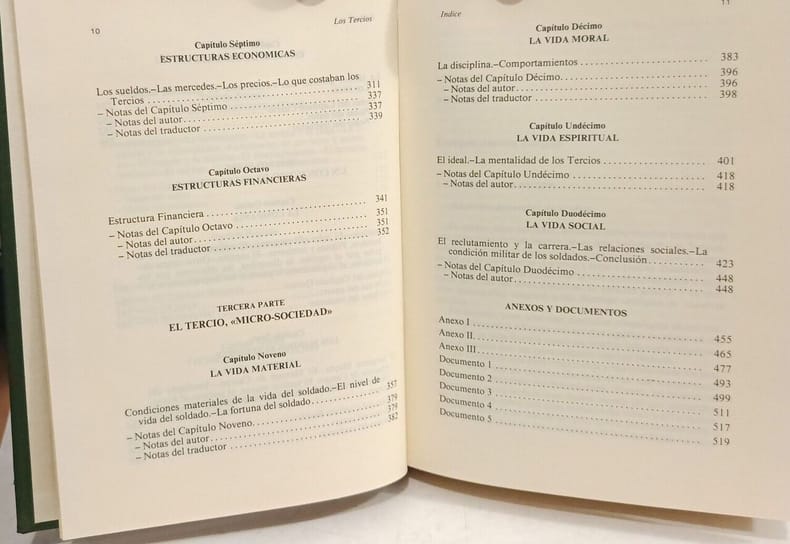 10
Los Tercios
Capítulo Séptimo
ESTRUCTURAS ECONOMICAS
Los sueldos.–Las mercedes.–Los precios.–Lo que costaban los
Tercios ........ 311
– Notas del Capítulo Séptimo ........ 337
– Notas del autor ........ 337
– Notas del traductor ........ 339
Capítulo Octavo
ESTRUCTURAS FINANCIERAS
Estructura Financiera ........ 341
– Notas del Capítulo Octavo ........ 351
– Notas del autor ........ 351
– Notas del traductor ........ 352
TERCERA PARTE
EL TERCIO, «MICRO-SOCIEDAD»
Capítulo Noveno
LA VIDA MATERIAL
Condiciones materiales de la vida del soldado.–El nivel de
vida del soldado.–La fortuna del soldado ........ 357
– Notas del Capítulo Noveno ........ 379
– Notas del autor ........ 379
– Notas del traductor ........ 382
Indice
11
Capítulo Décimo
LA VIDA MORAL
La disciplina.–Comportamientos ........ 383
– Notas del Capítulo Décimo ........ 396
– Notas del autor ........ 396
– Notas del traductor ........ 398
Capítulo Undécimo
LA VIDA ESPIRITUAL
El ideal.–La mentalidad de los Tercios ........ 401
– Notas del Capítulo Undécimo ........ 418
– Notas del autor ........ 418
Capítulo Duodécimo
LA VIDA SOCIAL
El reclutamiento y la carrera.–Las relaciones sociales.–La
condición militar de los soldados.–Conclusión ........ 423
– Notas del Capítulo Duodécimo ........ 448
– Notas del autor ........ 448
ANEXOS Y DOCUMENTOS
Anexo I ........ 455
Anexo II ........ 465
Anexo III ........ 477
Documento 1 ........ 493
Documento 2 ........ 499
Documento 3 ........ 511
Documento 4 ........ 517
Documento 5 ........ 519